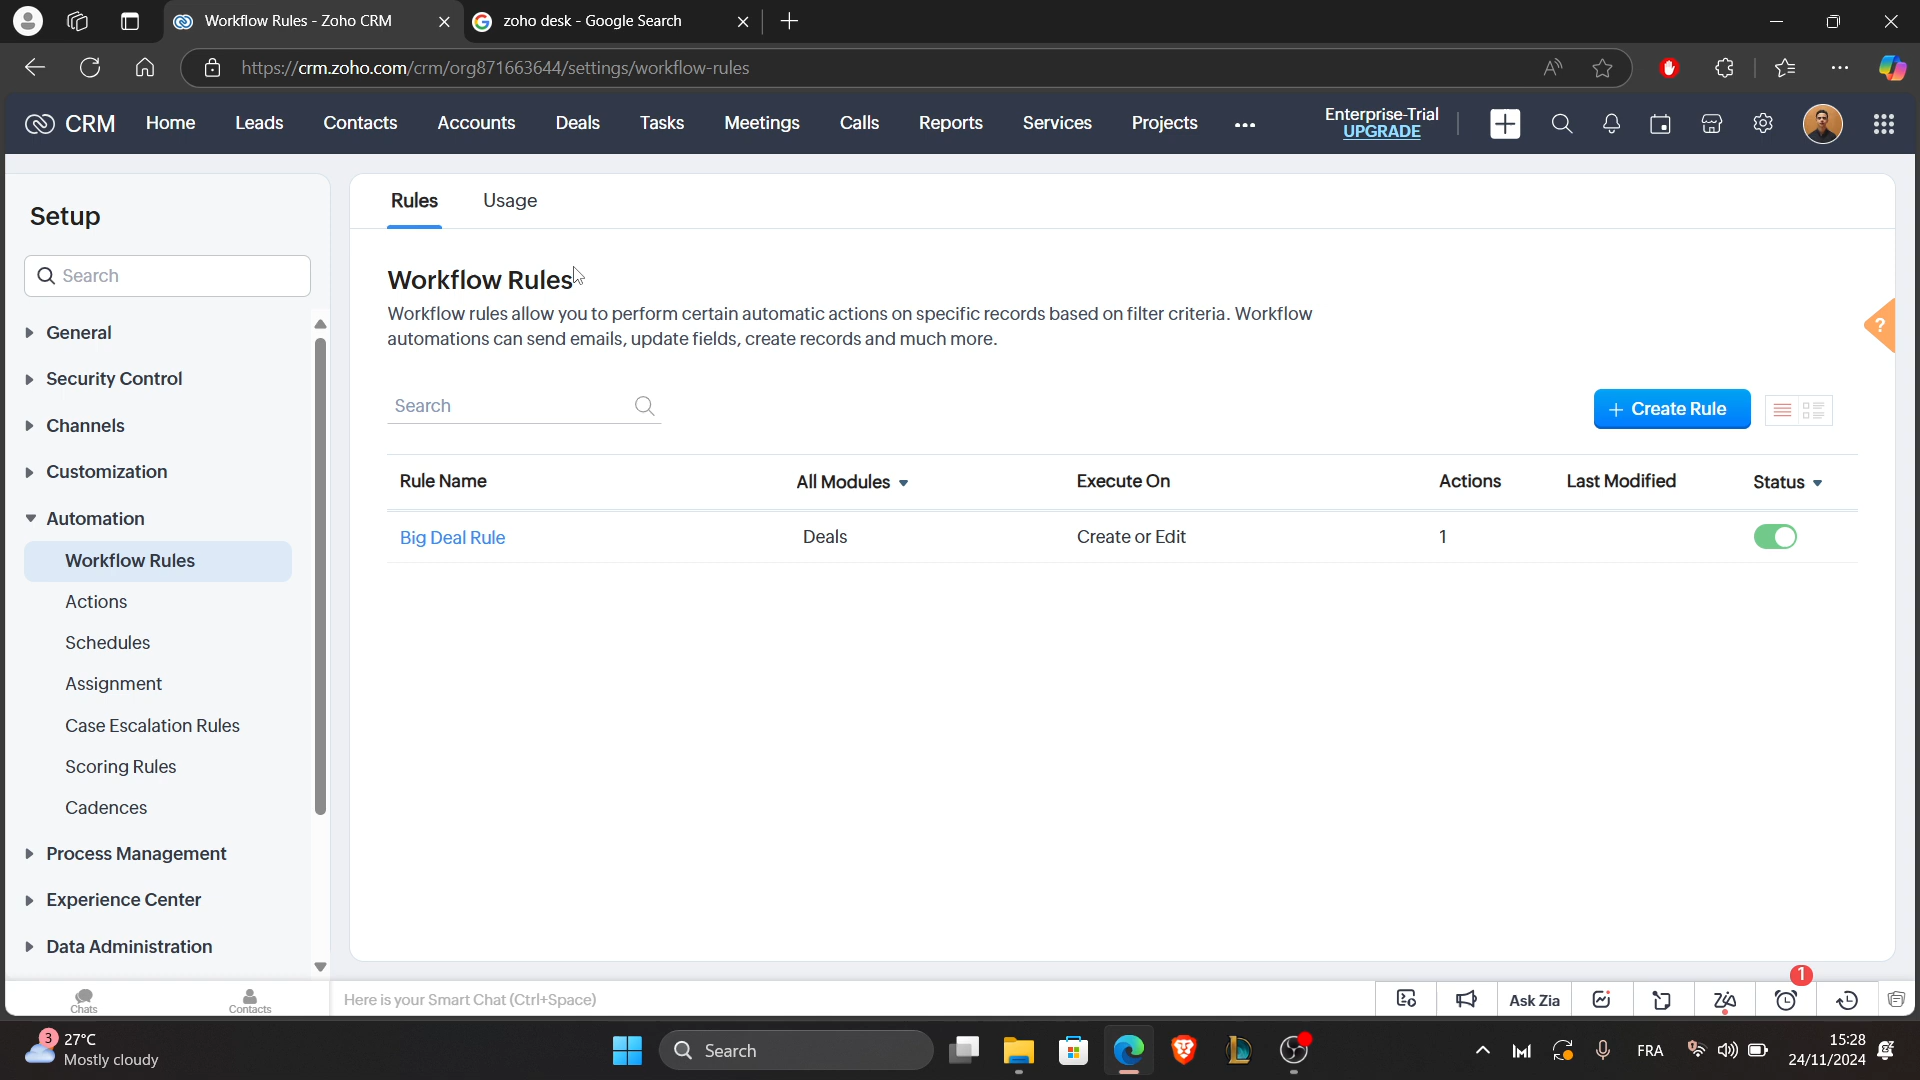 Workflow Rules - Zoho CRM
zoho desk - Google Search
https://crm.zoho.com/crm/org871663644/settings/workflow-rules
CRM Home Leads Contacts Accounts Deals Tasks Meetings Calls Reports Services Projects
Enterprise-Trial
UPGRADE
Setup
Search
General
Security Control
Channels
Customization
Automation
Workflow Rules
Actions
Schedules
Assignment
Case Escalation Rules
Scoring Rules
Cadences
Process Management
Experience Center
Data Administration
Rules Usage
Workflow Rules
Workflow rules allow you to perform certain automatic actions on specific records based on filter criteria. Workflow
automations can send emails, update fields, create records and much more.
Search
+ Create Rule
Rule Name All Modules Execute On Actions Last Modified Status
Big Deal Rule Deals Create or Edit 1
?
Chats
Contacts
Here is your Smart Chat (Ctrl+Space)
Ask Zia
1
3
27°C
Mostly cloudy
Search
FRA
15:28
24/11/2024